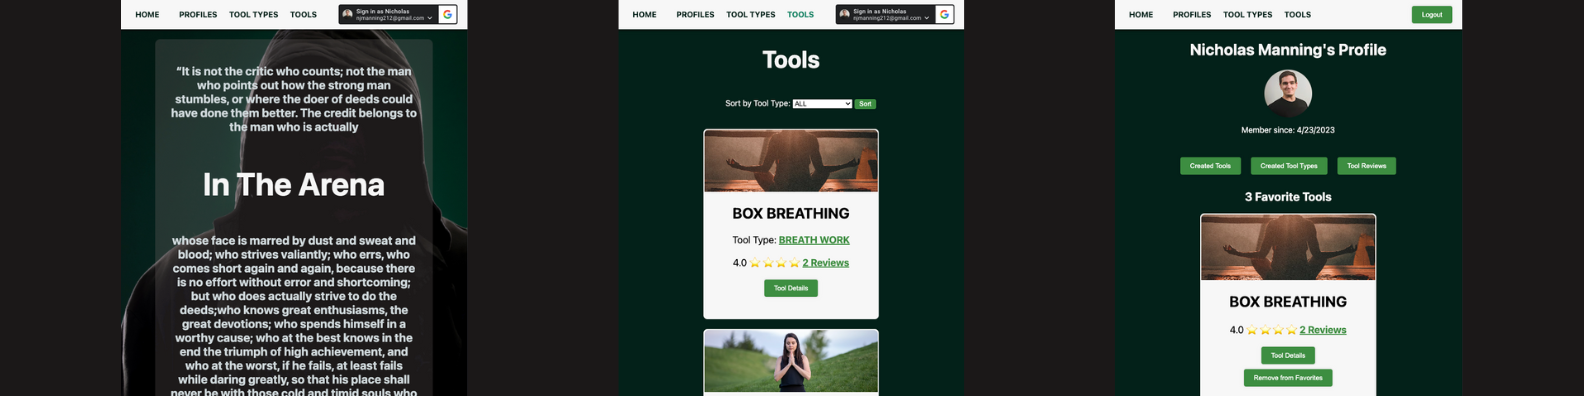 HOME PROFILES TOOL TYPES TOOLS
Sign in as Nicholas
njmanning212@gmail.com
“It is not the critic who counts; not the man
who points out how the strong man
stumbles, or where the doer of deeds could
have done them better. The credit belongs to
the man who is actually
In The Arena
whose face is marred by dust and sweat and
blood; who strives valiantly; who errs, who
comes short again and again, because there
is no effort without error and shortcoming;
but who does actually strive to do the
deeds;who knows great enthusiasms, the
great devotions; who spends himself in a
worthy cause; who at the best knows in the
end the triumph of high achievement, and
who at the worst, if he fails, at least fails
while daring greatly, so that his place shall
never be with those cold and timid souls who
HOME PROFILES TOOL TYPES TOOLS
Sign in as Nicholas
njmanning212@gmail.com
Tools
Sort by Tool Type: ALL Sort
BOX BREATHING
Tool Type: BREATH WORK
4.0 2 Reviews
Tool Details
HOME PROFILES TOOL TYPES TOOLS Logout
Nicholas Manning's Profile
Member since: 4/23/2023
Created Tools Created Tool Types Tool Reviews
3 Favorite Tools
BOX BREATHING
4.0 2 Reviews
Tool Details
Remove from Favorites